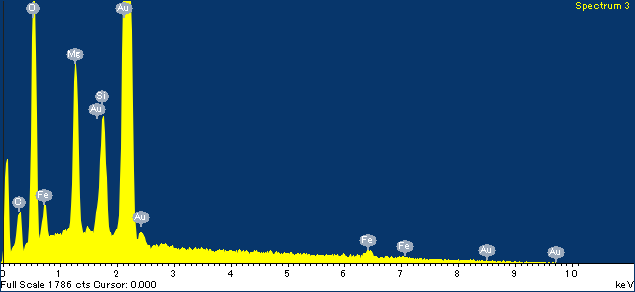 Spectrum 3
O Au
Mg
Si
Au
Fe
C
Au
Fe Fe Au Au
0 1 2 3 4 5 6 7 8 9 10
Full Scale 1786 cts Cursor: 0.000 keV